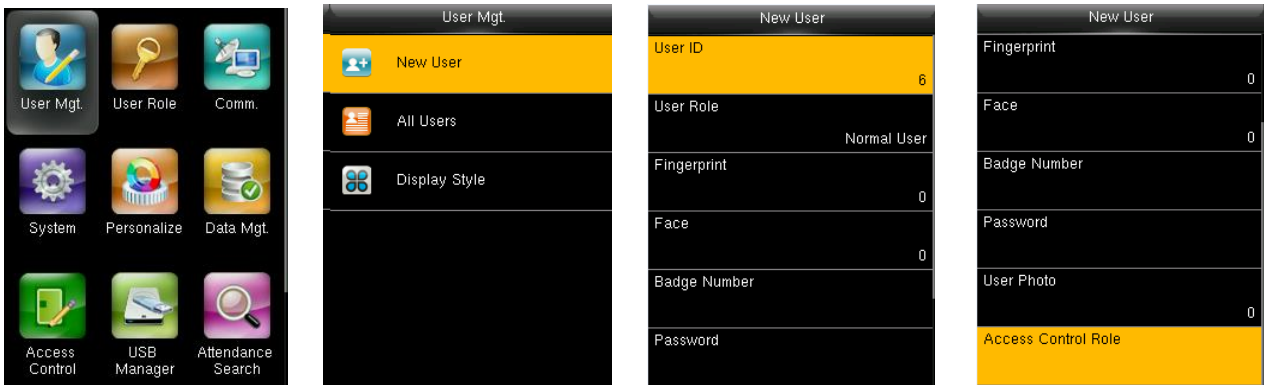 User Mgt.
User Role
Comm.
System
Personalize
Data Mgt.
Access
Control
USB
Manager
Attendance
Search
User Mgt.
New User
All Users
Display Style
New User
User ID
6
User Role
Normal User
Fingerprint
0
Face
0
Badge Number
Password
New User
Fingerprint
0
Face
0
Badge Number
Password
User Photo
0
Access Control Role